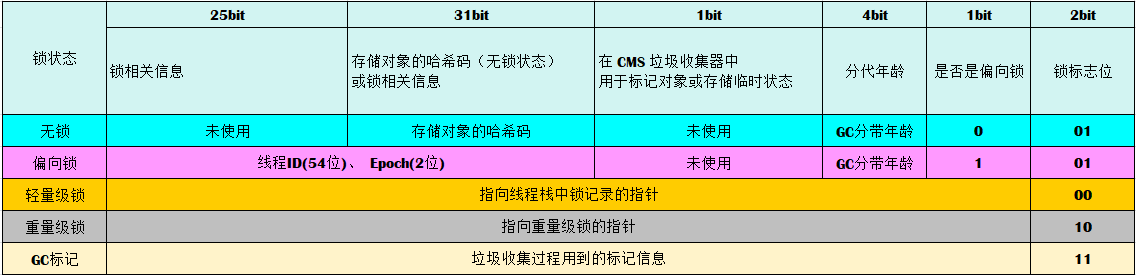 25bit 31bit 1bit 4bit 1bit 2bit
锁状态
锁相关信息
存储对象的哈希码（无锁状态）
或锁相关信息
在 CMS 垃圾收集器中
用于标记对象或存储临时状态
分代年龄
是否是偏向锁
锁标志位
无锁 未使用 存储对象的哈希码 未使用 GC分带年龄 0 01
偏向锁 线程ID(54位)、 Epoch(2位) 未使用 GC分带年龄 1 01
轻量级锁 指向线程栈中锁记录的指针 00
重量级锁 指向重量级锁的指针 10
GC标记 垃圾收集过程用到的标记信息 11